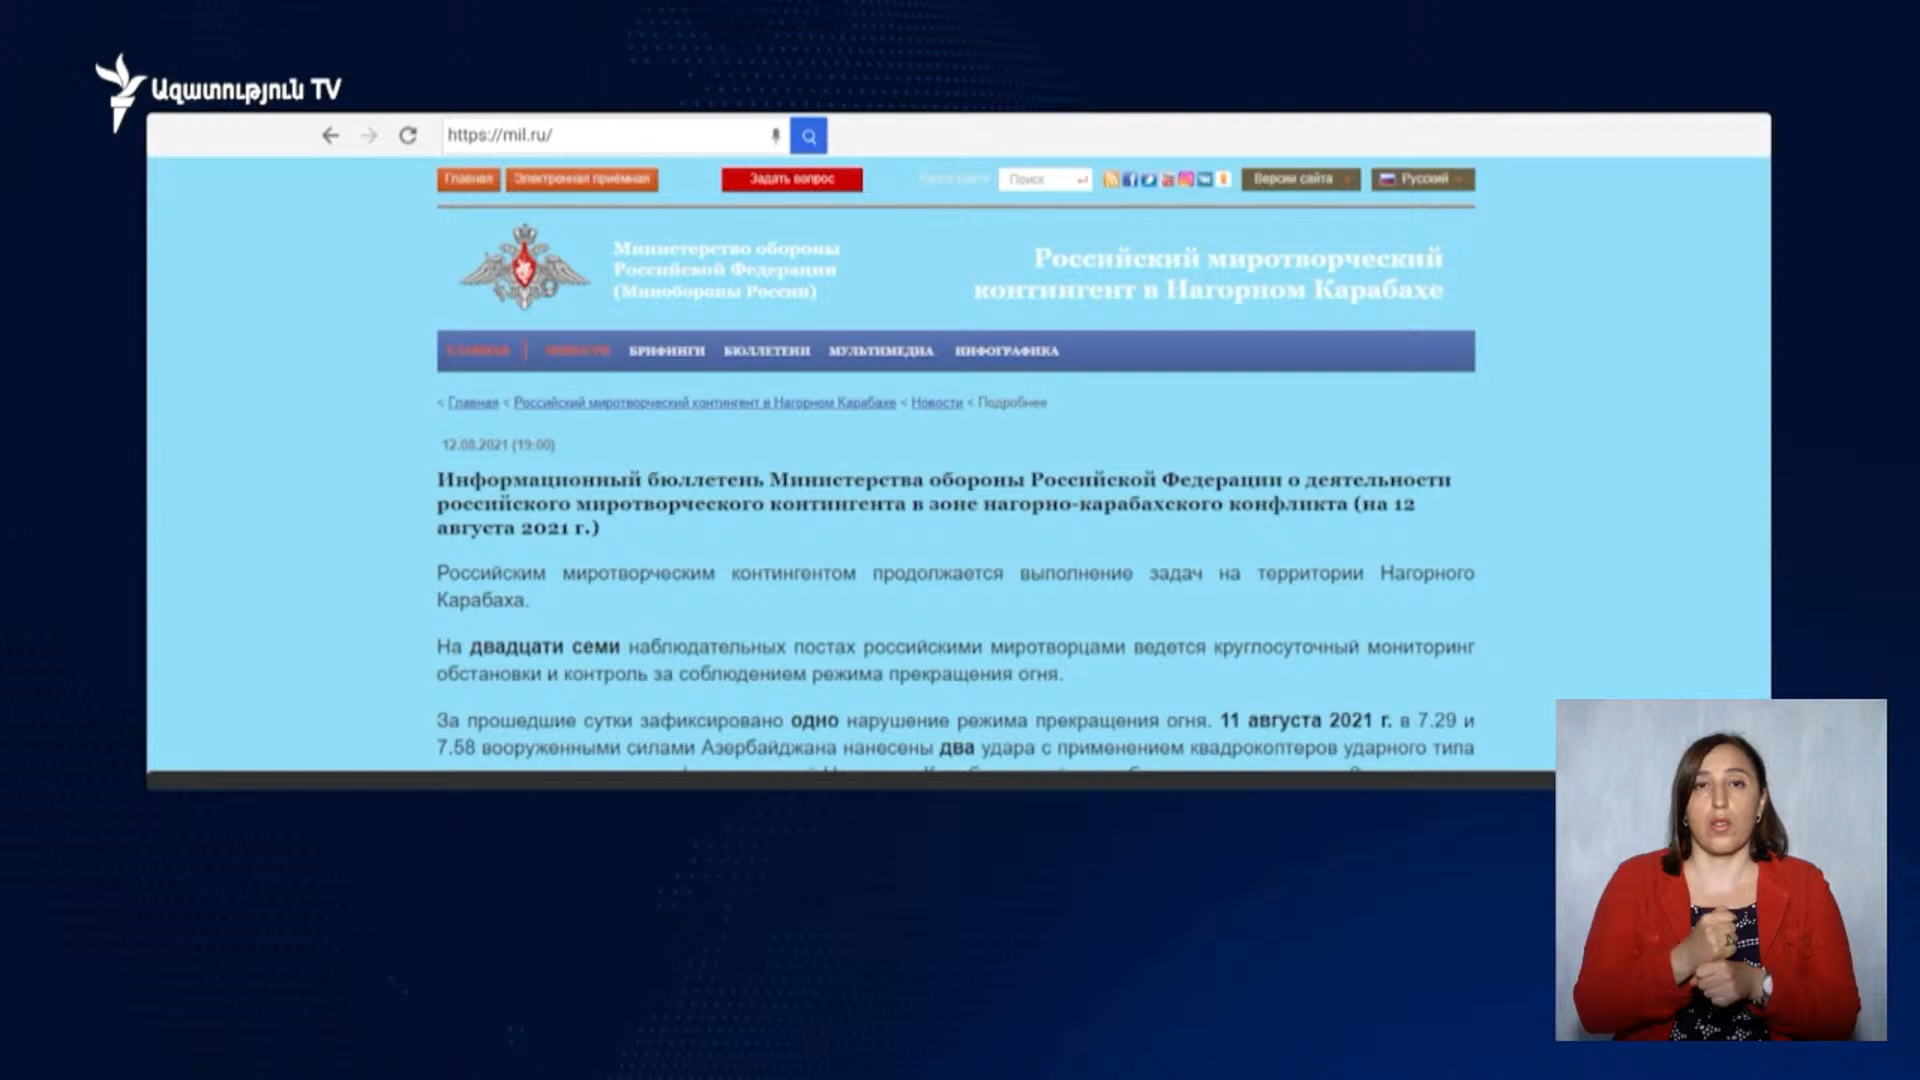 Ազատություն TV
https://mil.ru/
Главная Электронная приёмная Задать вопрос Карта сайта Поиск Версии сайта Русский
Министерство обороны
Российской Федерации
(Минобороны России)
Российский миротворческий
контингент в Нагорном Карабахе
ГЛАВНАЯ НОВОСТИ БРИФИНГИ БЮЛЛЕТЕНИ МУЛЬТИМЕДИА ИНФОГРАФИКА
< Главная < Российский миротворческий контингент в Нагорном Карабахе < Новости < Подробнее
12.08.2021 (19:00)
Информационный бюллетень Министерства обороны Российской Федерации о деятельности
российского миротворческого контингента в зоне нагорно-карабахского конфликта (на 12
августа 2021 г.)
Российским миротворческим контингентом продолжается выполнение задач на территории Нагорного
Карабаха.
На двадцати семи наблюдательных постах российскими миротворцами ведется круглосуточный мониторинг
обстановки и контроль за соблюдением режима прекращения огня.
За прошедшие сутки зафиксировано одно нарушение режима прекращения огня. 11 августа 2021 г. в 7.29 и
7.58 вооруженными силами Азербайджана нанесены два удара с применением квадрокоптеров ударного типа